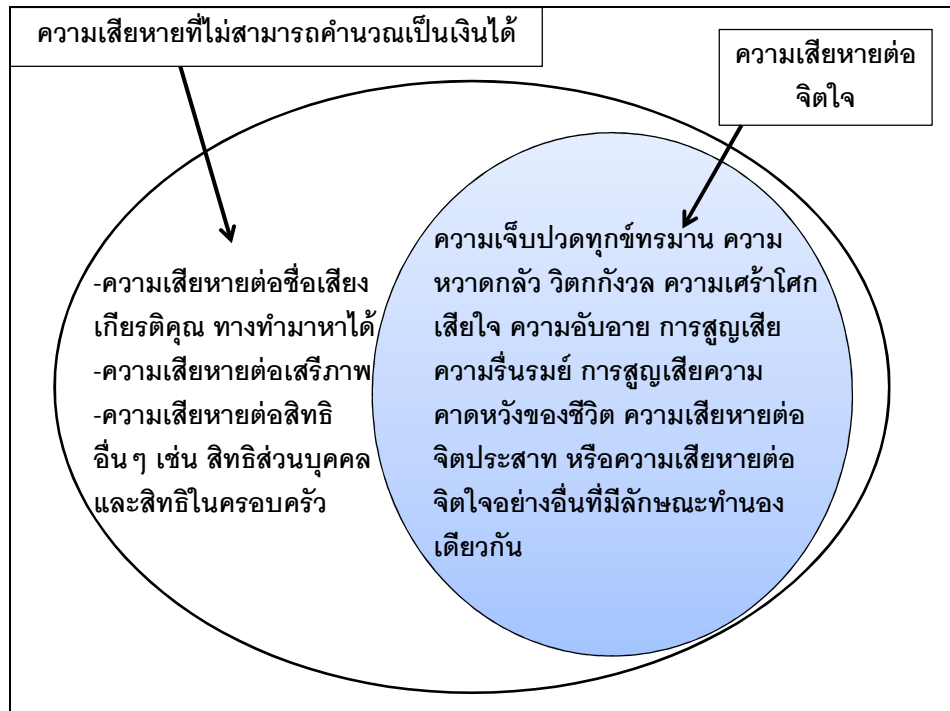 ความเสียหายที่ไม่สามารถคำนวณเป็นเงินได้
ความเสียหายต่อ
จิตใจ
-ความเสียหายต่อชื่อเสียง
เกียรติคุณ ทางทำมาหาได้
-ความเสียหายต่อเสรีภาพ
-ความเสียหายต่อสิทธิ
อื่นๆ เช่น สิทธิส่วนบุคคล
และสิทธิในครอบครัว
ความเจ็บปวดทุกข์ทรมาน ความ
หวาดกลัว วิตกกังวล ความเศร้าโศก
เสียใจ ความอับอาย การสูญเสีย
ความรื่นรมย์ การสูญเสียความ
คาดหวังของชีวิต ความเสียหายต่อ
จิตประสาท หรือความเสียหายต่อ
จิตใจอย่างอื่นที่มีลักษณะทำนอง
เดียวกัน